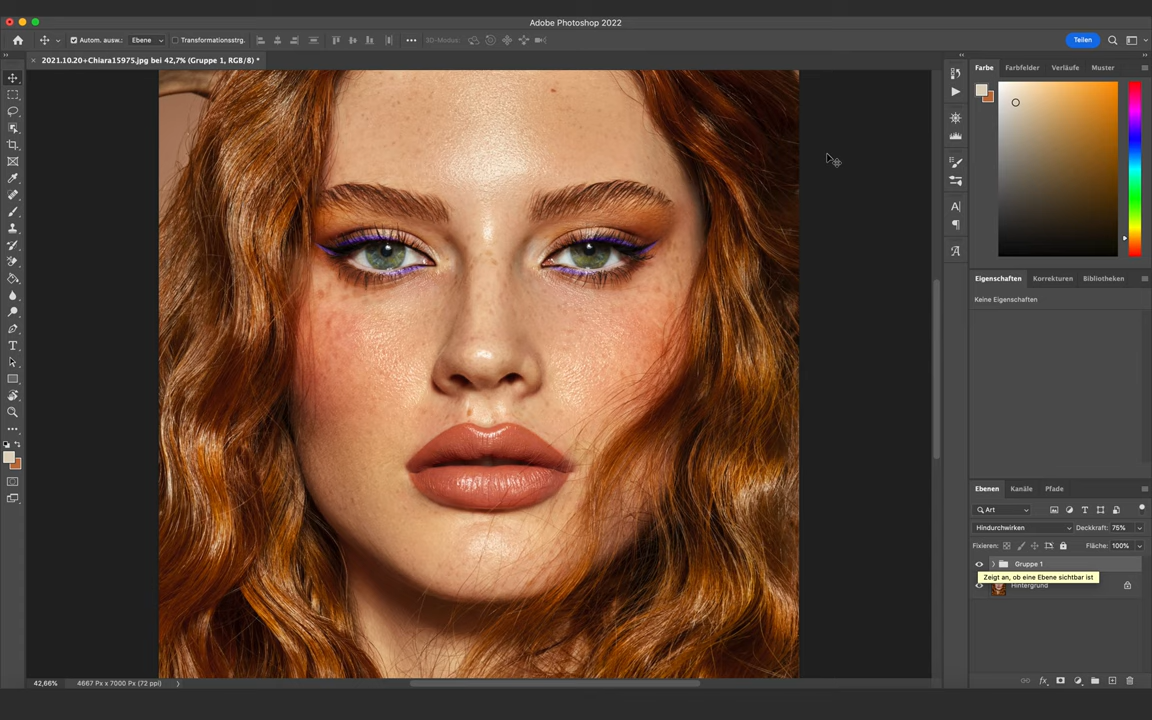 Adobe Photoshop 2022
Autom. ausw.: Ebene Transformationsstrg. 3D-Modus: Teilen
2021.10.20+Chiara15975.jpg bei 42,7% (Gruppe 1, RGB/8) *
Farbe Farbfelder Verläufe Muster
Eigenschaften Korrekturen Bibliotheken
Keine Eigenschaften
Ebenen Kanäle Pfade
Art
Hindurchwirken Deckkraft: 75%
Fixieren: Fläche: 100%
Gruppe 1
Zeigt an, ob eine Ebene sichtbar ist
Hintergrund
42,66% 4667 Px x 7000 Px (72 ppi)